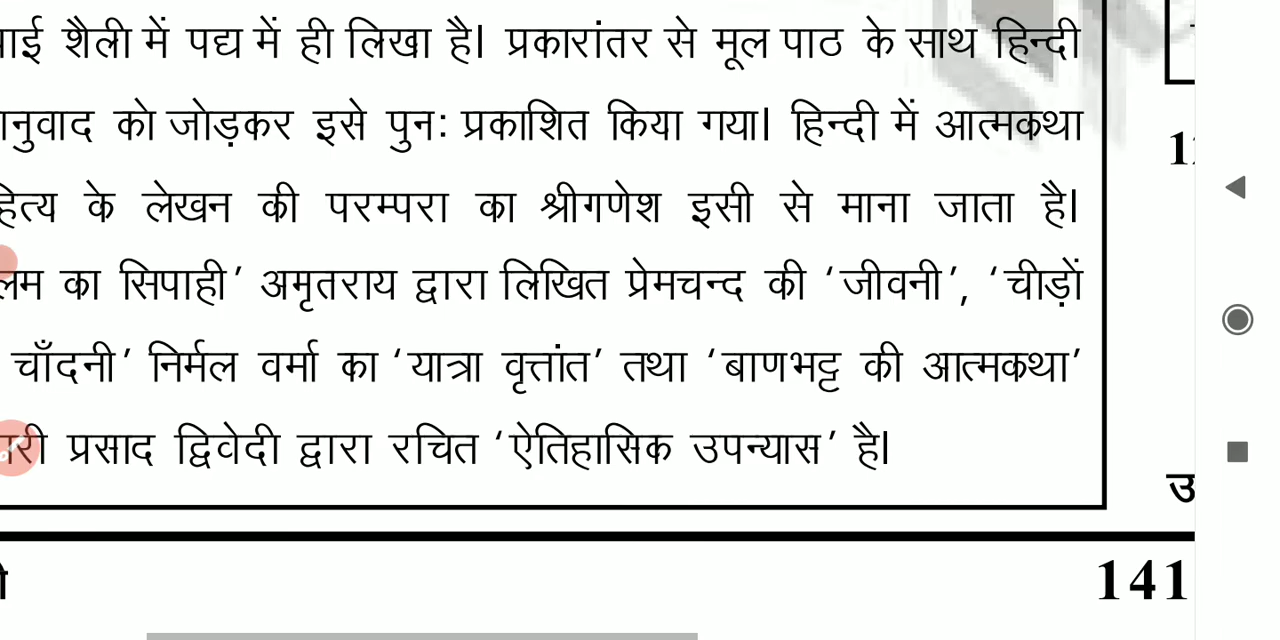 शैली में पद्य में ही लिखा है। प्रकारांतर से मूल पाठ के साथ हिन्दी
को जोड़कर इसे पुन: प्रकाशित किया गया। हिन्दी में आत्मकथा
के लेखन की परम्परा का श्रीगणेश इसी से माना जाता है।
का सिपाही’ अमृतराय द्वारा लिखित प्रेमचन्द की ‘जीवनी’, ‘चीड़ों
चाँदनी’ निर्मल वर्मा का ‘यात्रा वृत्तांत’ तथा ‘बाणभट्ट की आत्मकथा’
प्रसाद द्विवेदी द्वारा रचित ‘ऐतिहासिक उपन्यास’ है।
141